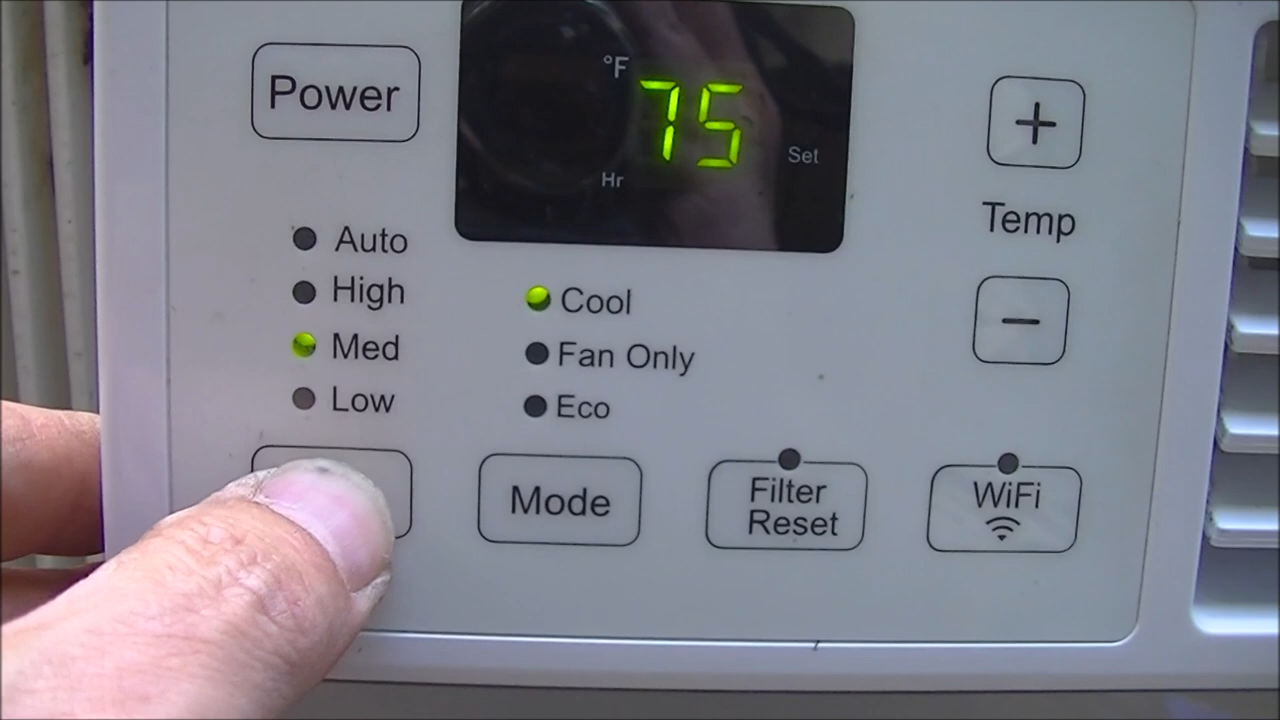 Power
°F
75
Set
Hr
+
Temp
−
Auto
High
Med
Low
Cool
Fan Only
Eco
Mode
Filter
Reset
WiFi